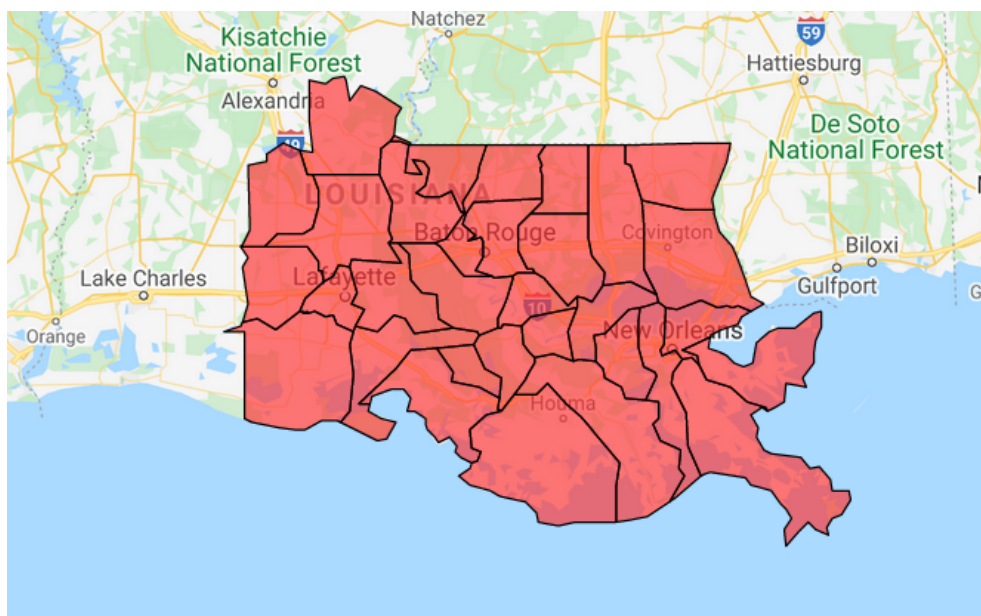 Natchez
59
Kisatchie
National Forest
Hattiesburg
Alexandria
De Soto
National Forest
49
N
LOUISIANA
Baton Rouge
Covington
Biloxi
Lake Charles
Lafayette
Gulfport
G
10
Orange
New Orleans
Houma